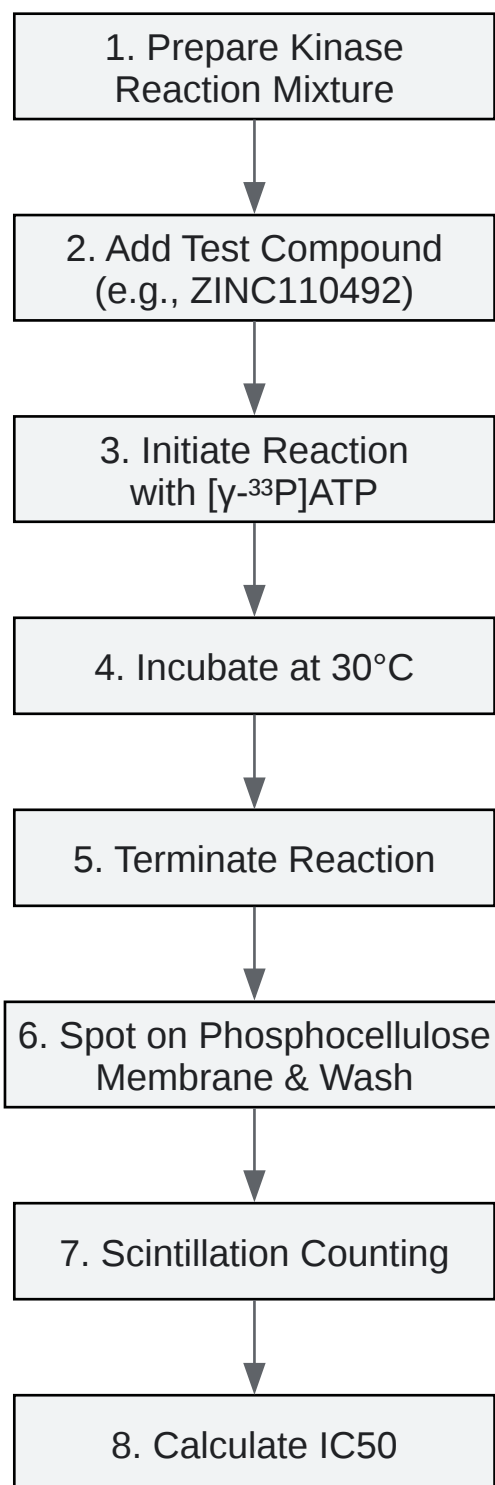 1. Prepare Kinase
Reaction Mixture
2. Add Test Compound
(e.g., ZINC110492)
3. Initiate Reaction
with [γ-³³P]ATP
4. Incubate at 30°C
5. Terminate Reaction
6. Spot on Phosphocellulose
Membrane & Wash
7. Scintillation Counting
8. Calculate IC50